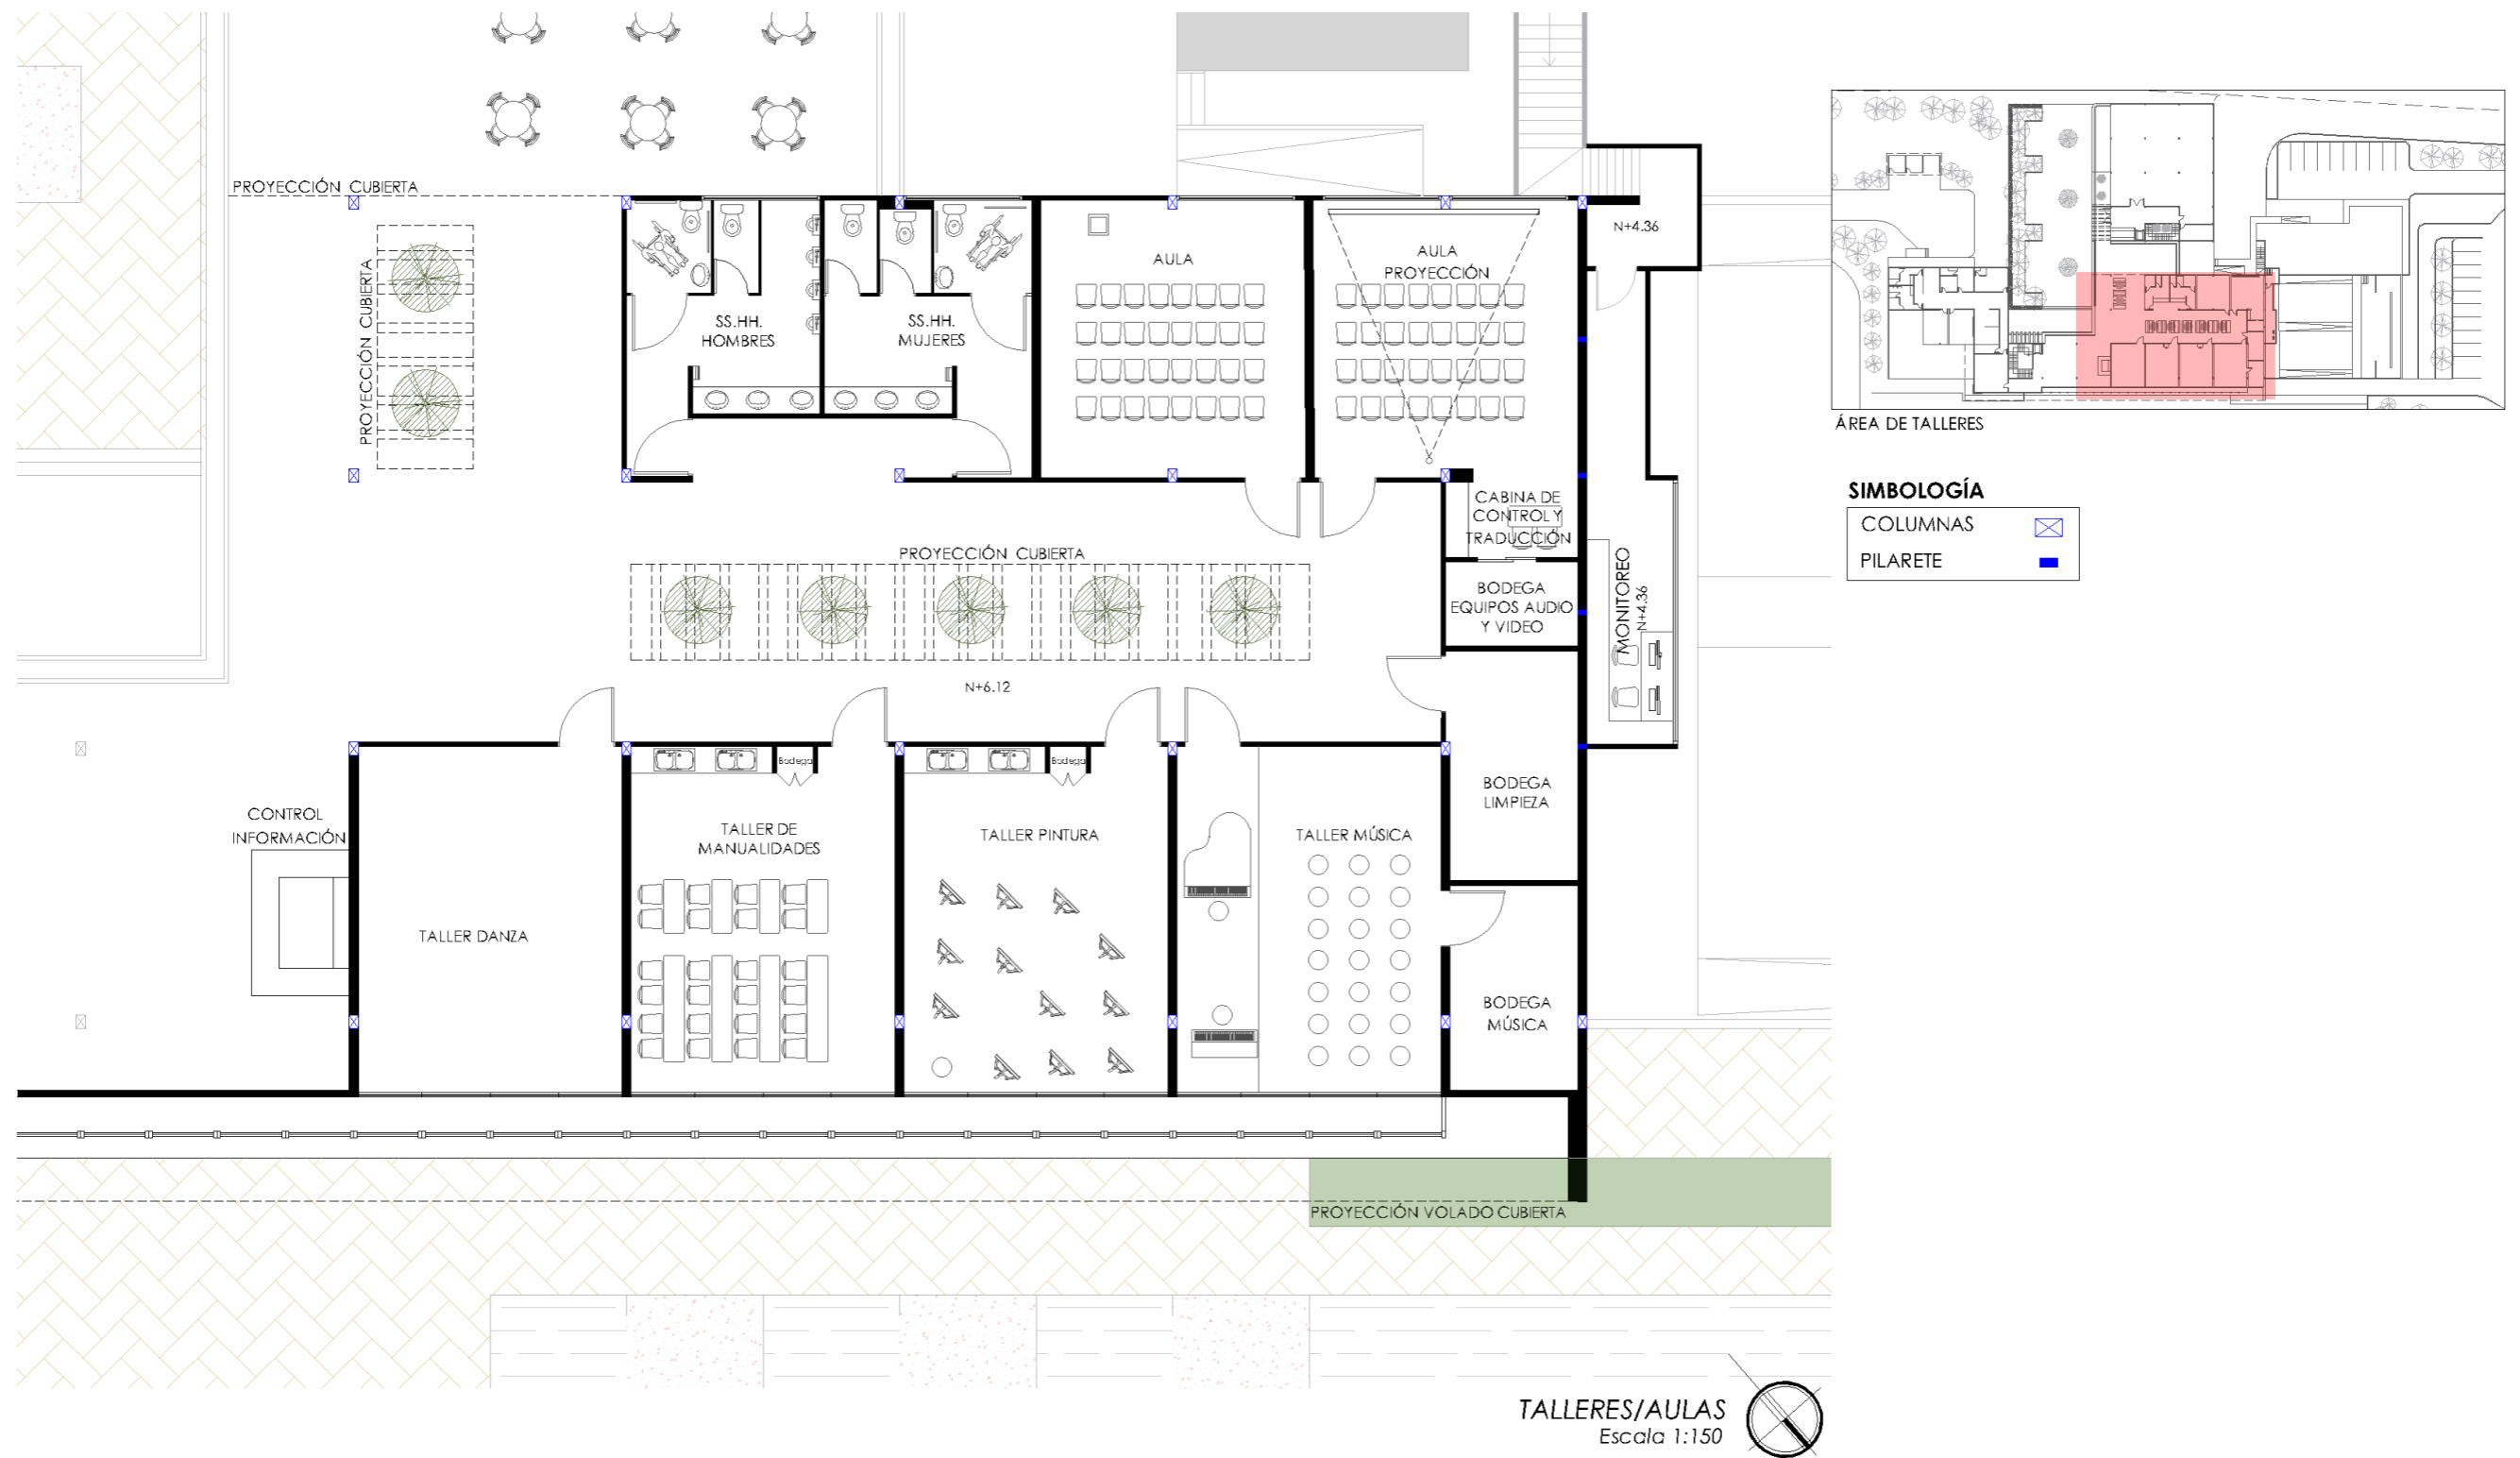 PROYECCIÓN CUBIERTA
PROYECCIÓN CUBIERTA
SS.HH.
HOMBRES
SS.HH.
MUJERES
AULA
AULA
PROYECCIÓN
N+4.36
CABINA DE
CONTROL Y
TRADUCCIÓN
BODEGA
EQUIPOS AUDIO
Y VIDEO
MONITOREO
N+4.36
PROYECCIÓN CUBIERTA
N+6.12
CONTROL
INFORMACIÓN
TALLER DANZA
Bodega
TALLER DE
MANUALIDADES
Bodega
TALLER PINTURA
TALLER MÚSICA
BODEGA
LIMPIEZA
BODEGA
MÚSICA
PROYECCIÓN VOLADO CUBIERTA
TALLERES/AULAS
Escala 1:150
ÁREA DE TALLERES
SIMBOLOGÍA
COLUMNAS
PILARETE